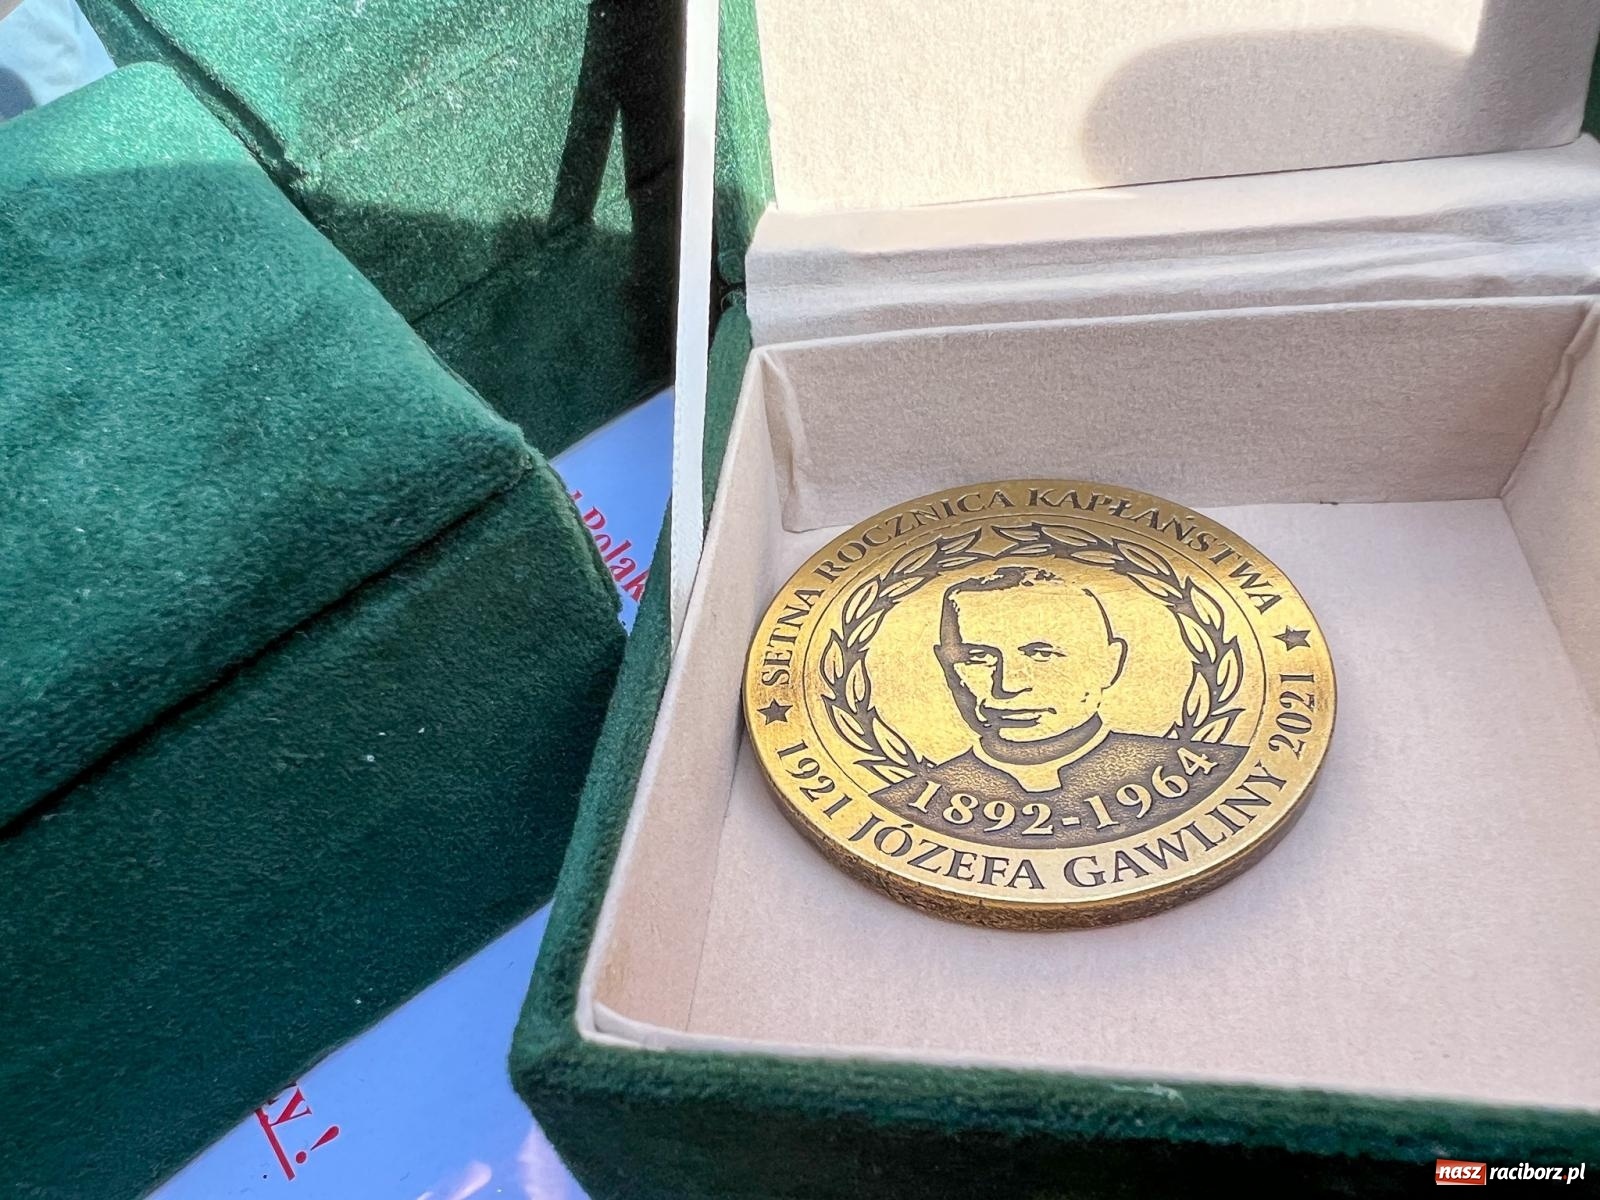 SETNA ROCZNICA KAPŁAŃSTWA
1921 JÓZEFA GAWLINY 2021
1892-1964
nasz raciborz.pl